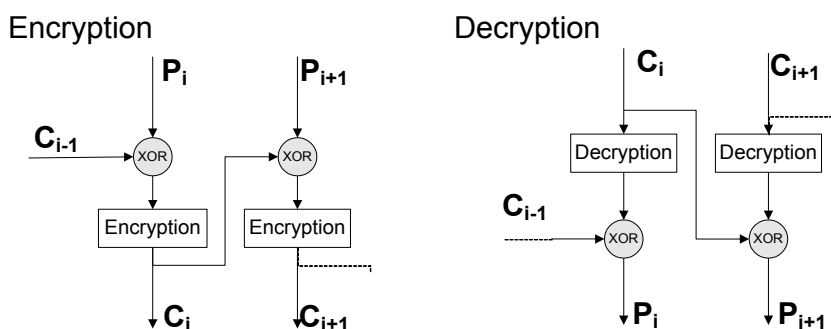 Encryption
Decryption
Pi
Pi+1
Ci-1
XOR
XOR
Encryption
Encryption
Ci
Ci+1
Ci
Ci+1
Decryption
Decryption
Ci-1
XOR
XOR
Pi
Pi+1